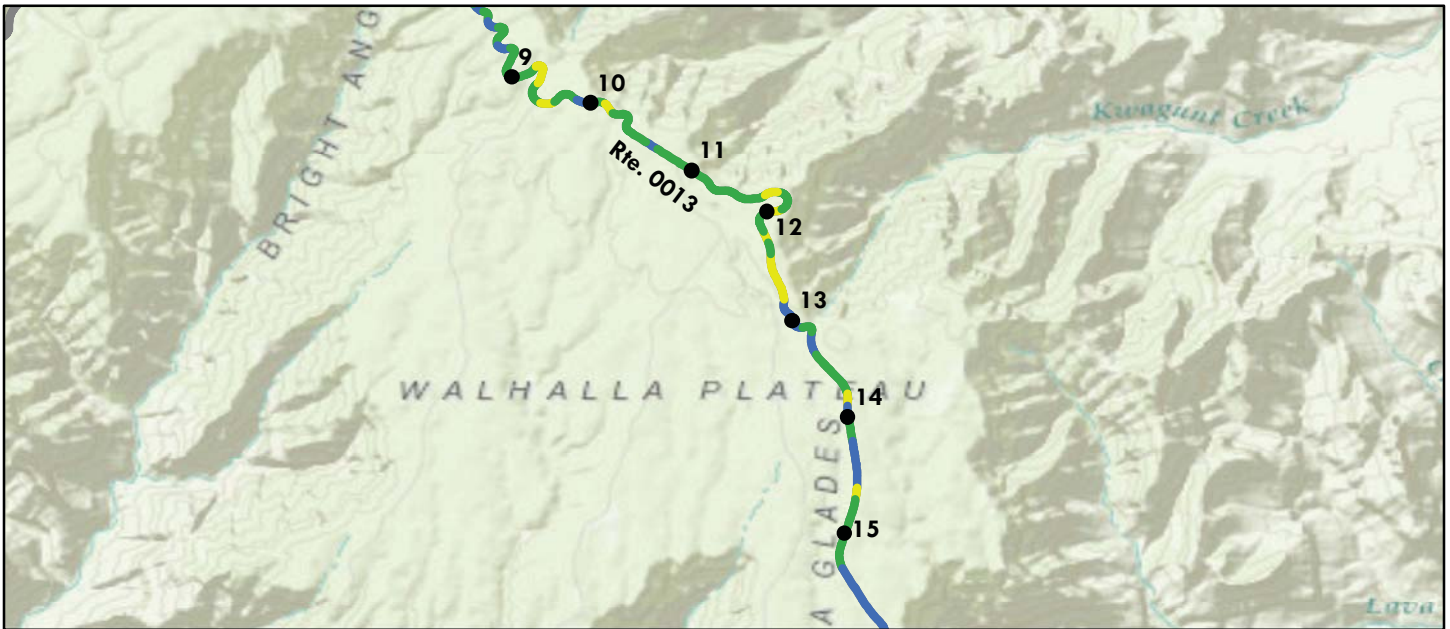 BRIGHT ANG
9
10
Kwagunt Creek
11
Rte. 0013
12
13
WALHALLA PLATEAU
14
A GLADES
15
Lava